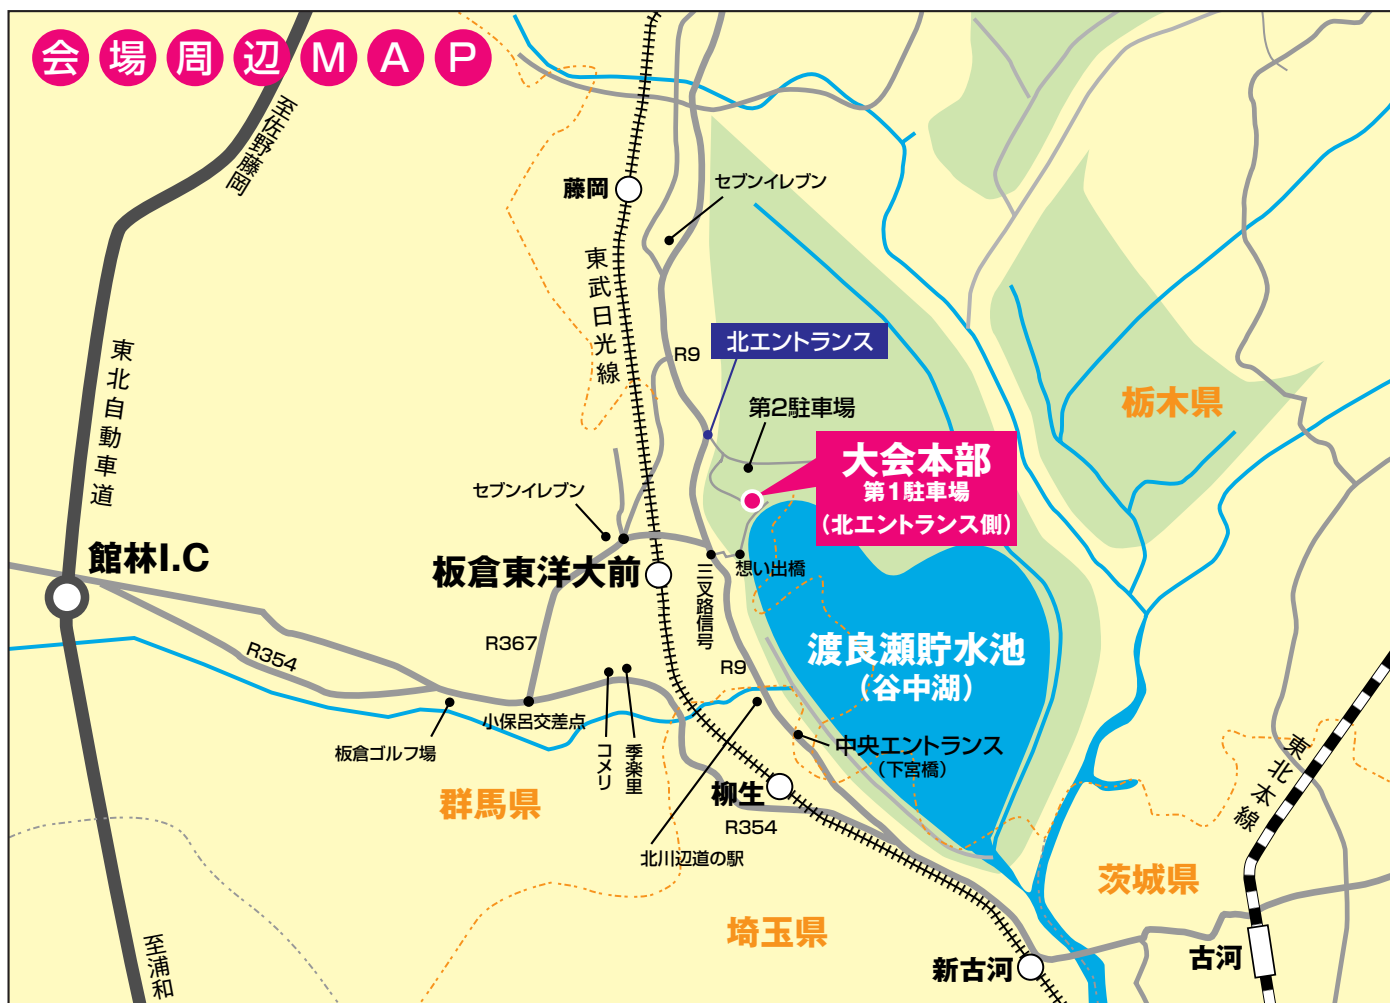 会場周辺MAP
至佐野藤岡
藤岡
セブンイレブン
東武日光線
北エントランス
R9
東北自動車道
栃木県
第2駐車場
大会本部
第1駐車場
(北エントランス側)
セブンイレブン
館林I.C
板倉東洋大前
三叉路信号
想い出橋
R367
R354
渡良瀬貯水池
(谷中湖)
R9
小保呂交差点
板倉ゴルフ場
コメリ
季楽里
中央エントランス
(下宮橋)
東北本線
群馬県
柳生
R354
北川辺道の駅
茨城県
埼玉県
至浦和
新古河
古河